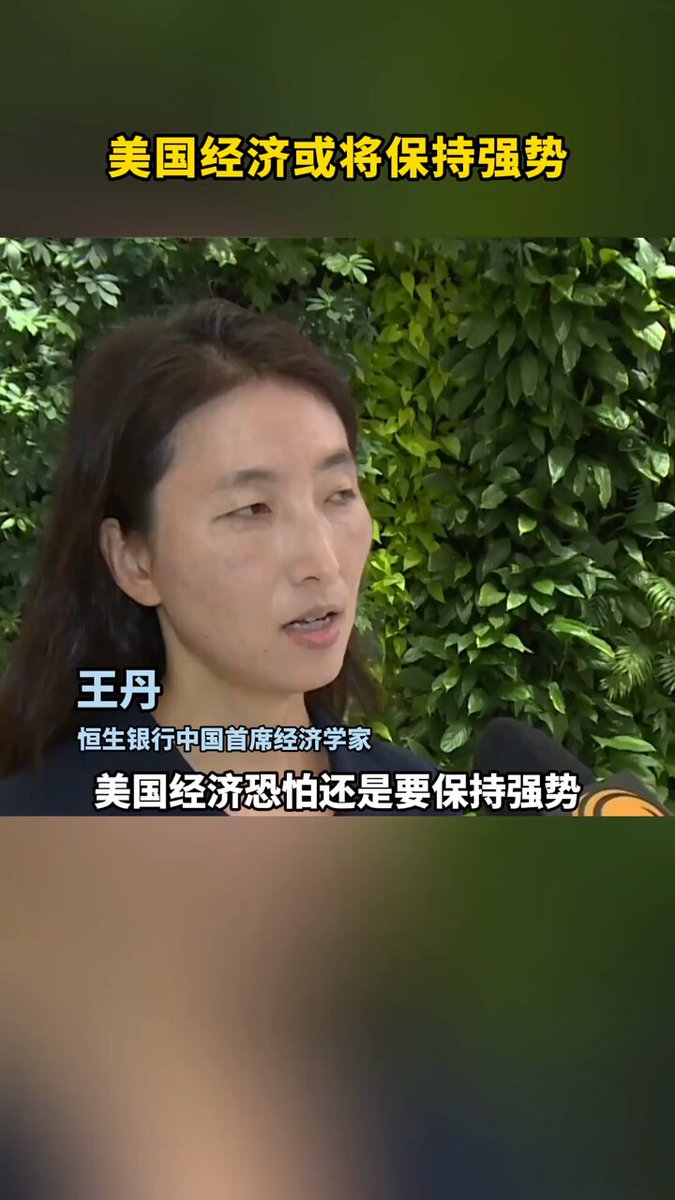 美国经济或将保持强势
王丹
恒生银行中国首席经济学家
美国经济恐怕还是要保持强势